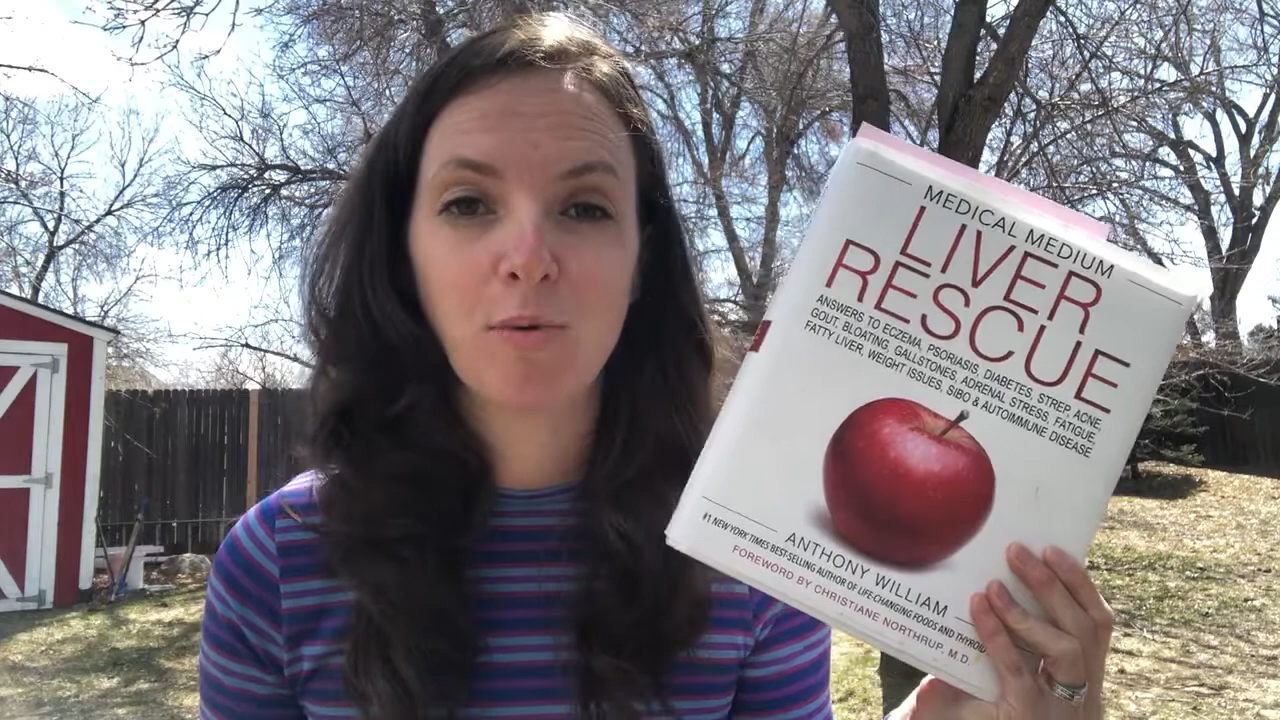 MEDICAL MEDIUM
LIVER
RESCUE
ANSWERS TO ECZEMA, PSORIASIS, DIABETES, STREP, ACNE,
GOUT, BLOATING, GALLSTONES, ADRENAL STRESS, FATIGUE,
FATTY LIVER, WEIGHT ISSUES, SIBO & AUTOIMMUNE DISEASE
ANTHONY WILLIAM
#1 NEW YORK TIMES BEST-SELLING AUTHOR OF LIFE-CHANGING FOODS AND THYROID
FOREWORD BY CHRISTIANE NORTHRUP, M.D.